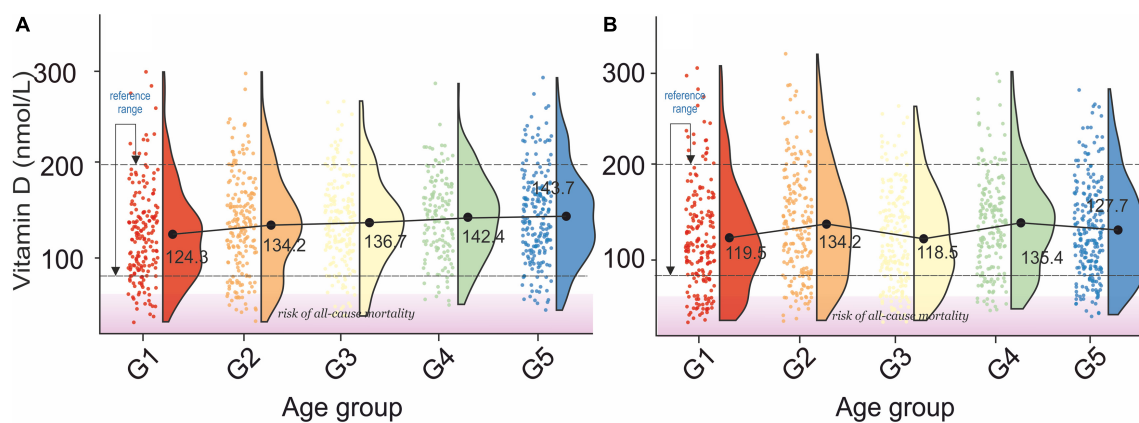 A
Vitamin D (nmol/L)
300
200
100
reference
range
124.3
134.2
136.7
142.4
143.7
risk of all-cause mortality
G1
G2
G3
G4
G5
Age group
B
300
200
100
reference
range
119.5
134.2
118.5
135.4
127.7
risk of all-cause mortality
G1
G2
G3
G4
G5
Age group